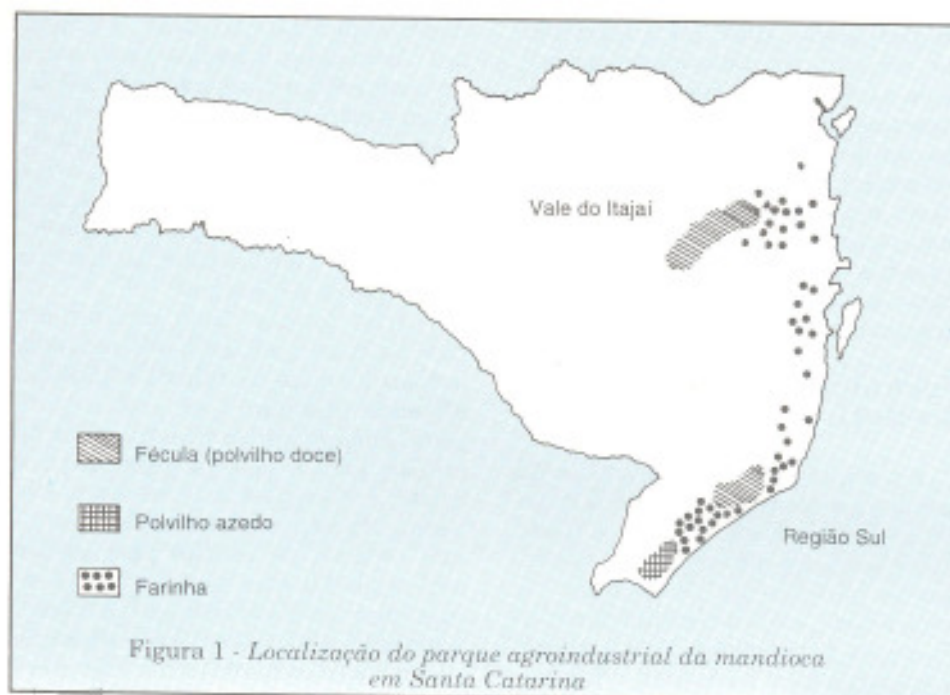 Vale do Itajaí
Fécula (polvilho doce)
Polvilho azedo
Região Sul
Farinha
Figura 1 - Localização do parque agroindustrial da mandioca
em Santa Catarina